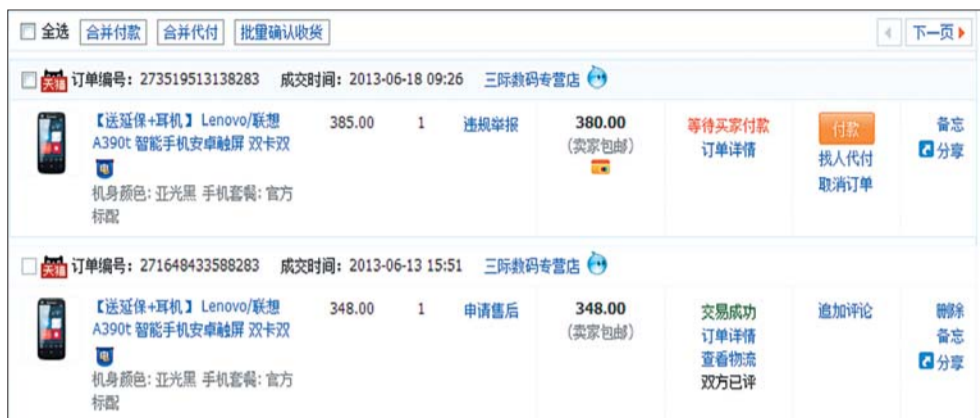 全选 合并付款 合并代付 批量确认收货 下一页
天猫 订单编号：273519513138283 成交时间：2013-06-18 09:26 三际数码专营店
【送延保+耳机】Lenovo/联想 385.00 1 违规举报 380.00 等待买家付款 付款 备忘
A390t 智能手机安卓触屏 双卡双 (卖家包邮) 订单详情 找人代付 分享
电 取消订单
机身颜色: 亚光黑 手机套餐: 官方
标配
天猫 订单编号：271648433588283 成交时间：2013-06-13 15:51 三际数码专营店
【送延保+耳机】Lenovo/联想 348.00 1 申请售后 348.00 交易成功 追加评论 删除
A390t 智能手机安卓触屏 双卡双 (卖家包邮) 订单详情 备忘
电 查看物流 分享
机身颜色: 亚光黑 手机套餐: 官方 双方已评
标配